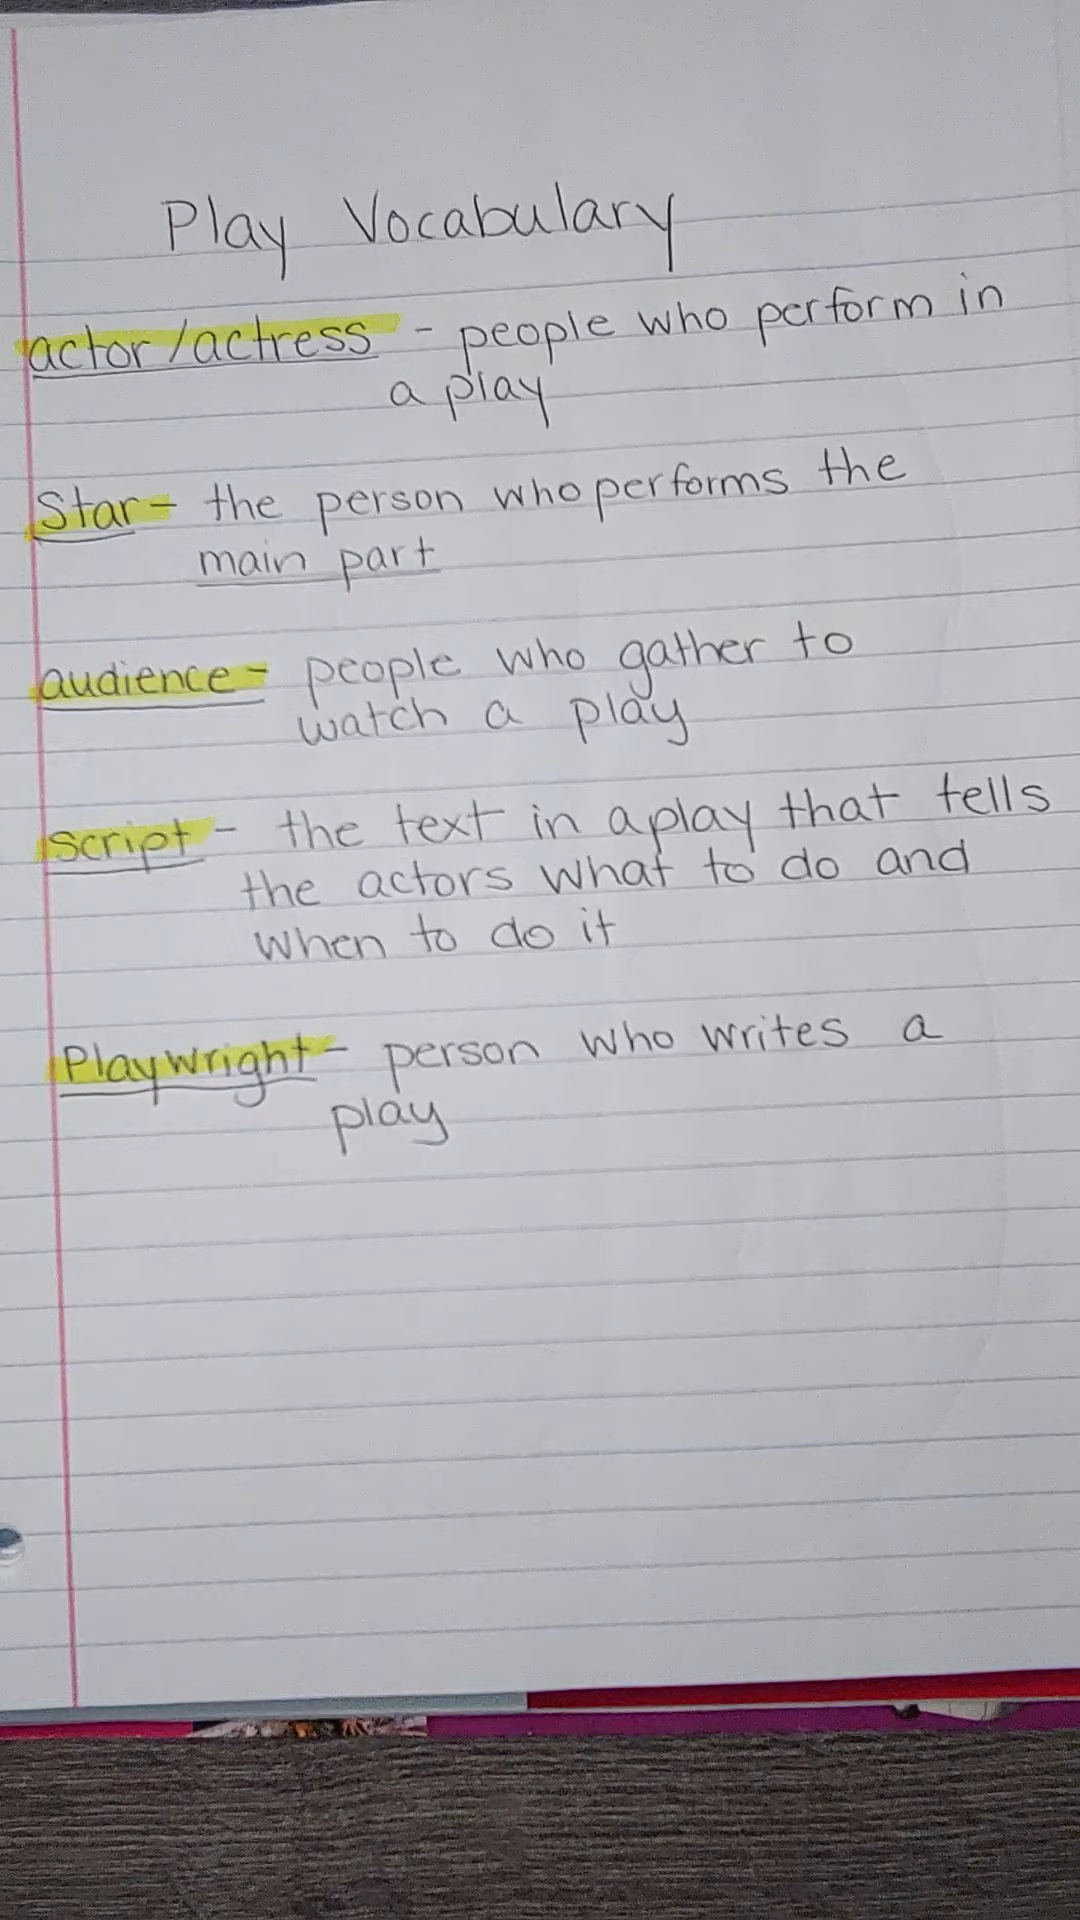 Play Vocabulary
actor/actress - people who perform in
a play
Star - the person who performs the
main part
audience - people who gather to
watch a play
script - the text in a play that tells
the actors what to do and
when to do it
Playwright - person who writes a
play